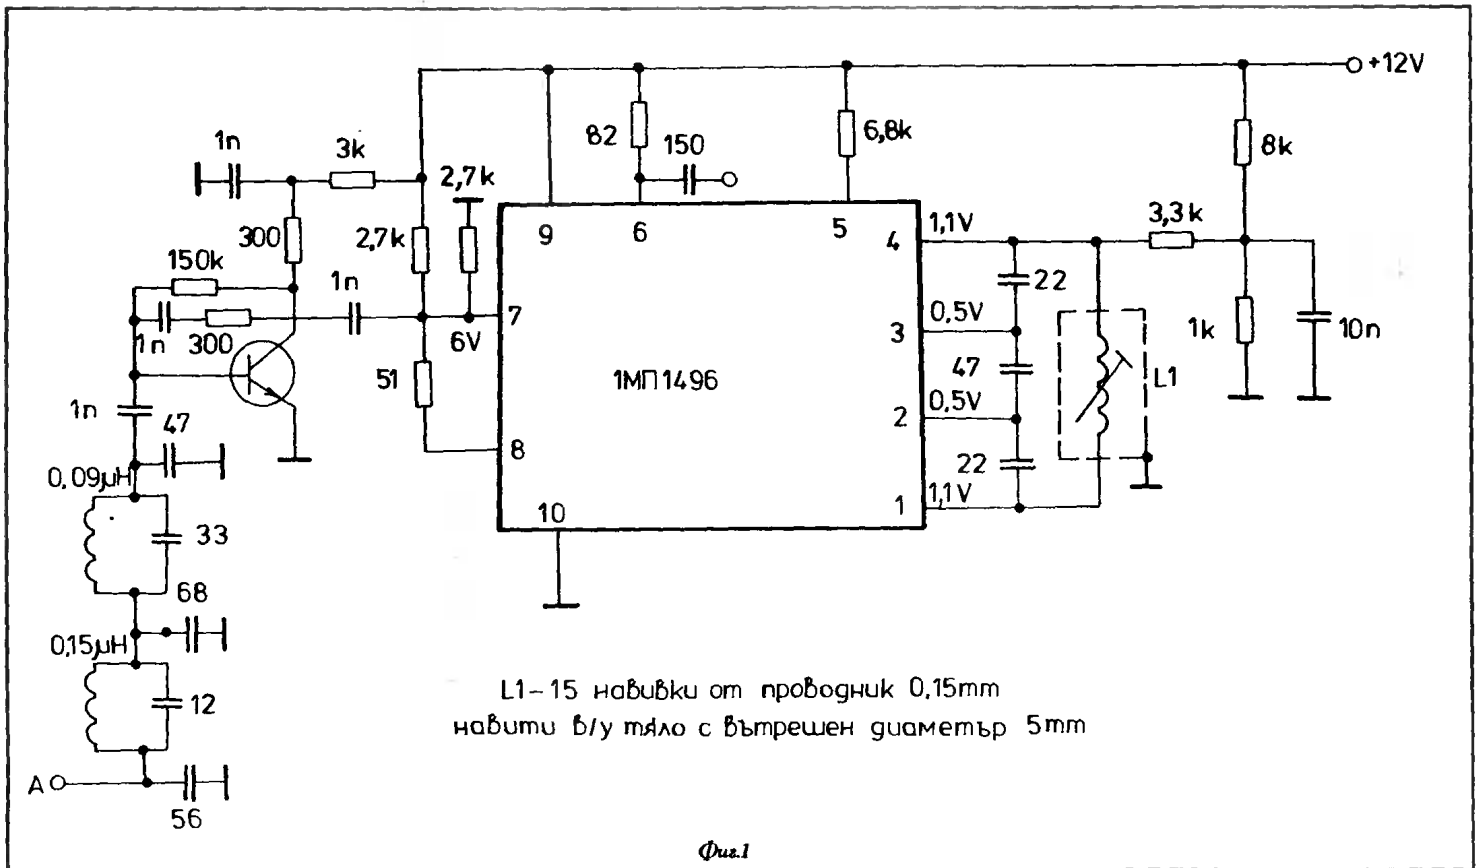 +12V
1n
3k
82
150
6,8k
8k
2,7k
300
2,7k
9
6
5
4
1,1V
3,3k
150k
1n
22
1n
300
6V
7
3
0,5V
1k
10n
51
1МП1496
47
L1
1n
47
2
0,5V
8
22
0,09μH
1
1,1V
33
10
68
0,15μH
12
L1-15 навивки от проводник 0,15mm
навити в/у тяло с вътрешен диаметър 5mm
A
56
Фиг.1